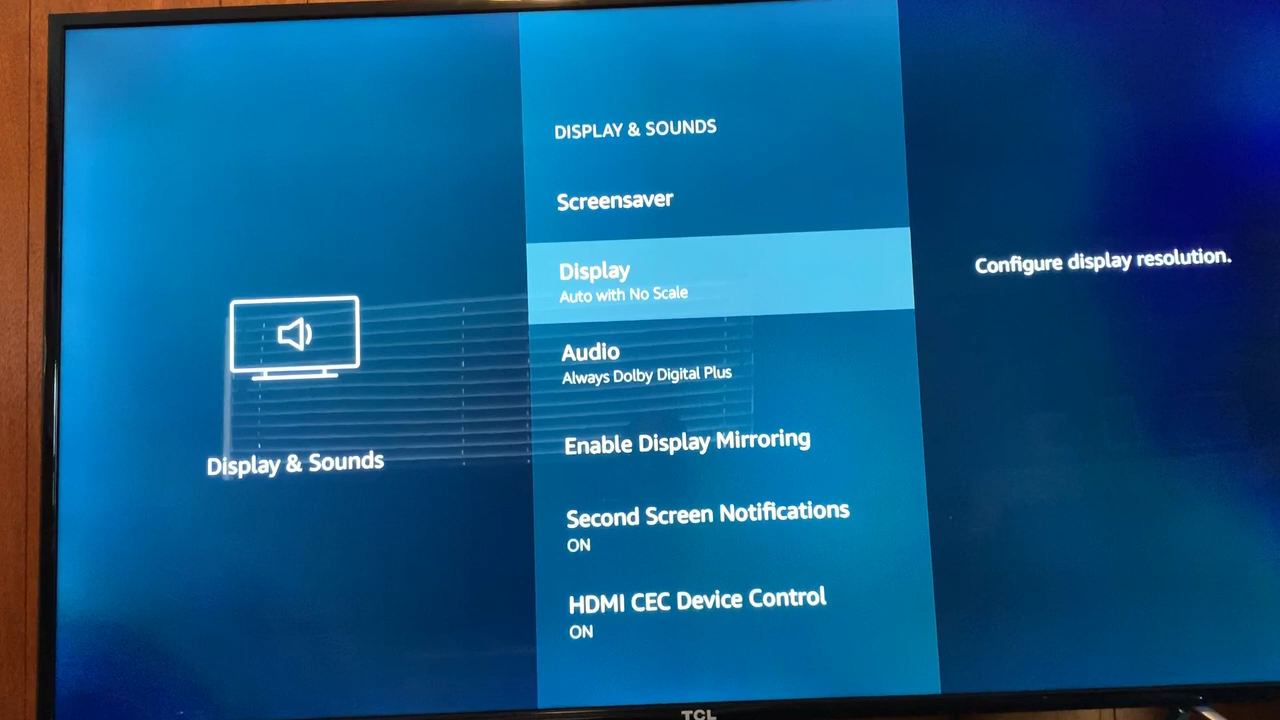 DISPLAY & SOUNDS
Screensaver
Display
Auto with No Scale
Audio
Always Dolby Digital Plus
Enable Display Mirroring
Second Screen Notifications
ON
HDMI CEC Device Control
ON
Display & Sounds
Configure display resolution.
TCL